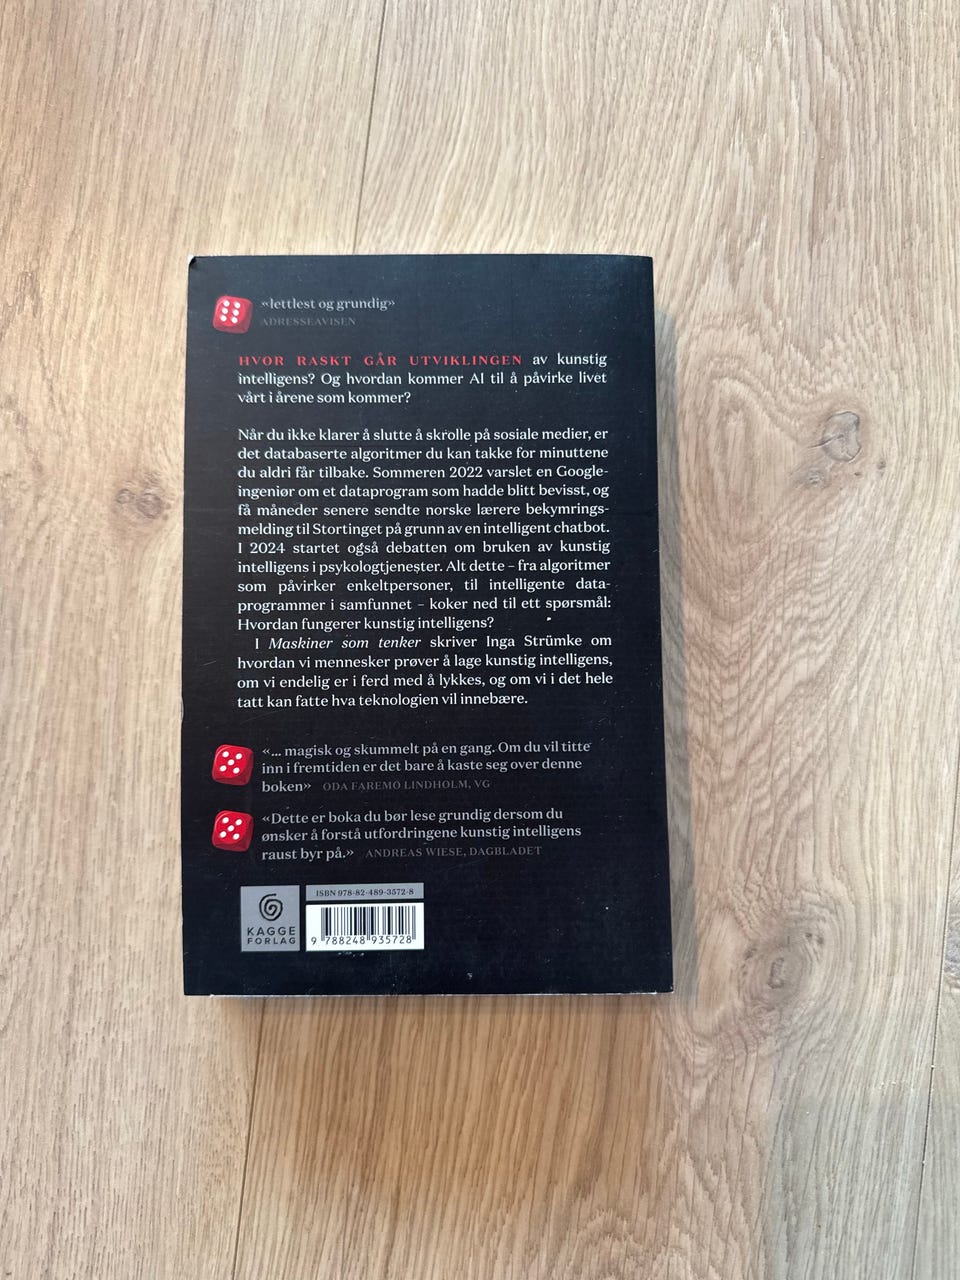 «lettlest og grundig»
ADRESSEAVISEN
HVOR RASKT GÅR UTVIKLINGEN av kunstig
intelligens? Og hvordan kommer AI til å påvirke livet
vårt i årene som kommer?
Når du ikke klarer å slutte å skrolle på sosiale medier, er
det databaserte algoritmer du kan takke for minuttene
du aldri får tilbake. Sommeren 2022 varslet en Google-
ingeniør om et dataprogram som hadde blitt bevisst, og
få måneder senere sendte norske lærere bekymrings-
melding til Stortinget på grunn av en intelligent chatbot.
I 2024 startet også debatten om bruken av kunstig
intelligens i psykologtjenester. Alt dette – fra algoritmer
som påvirker enkeltpersoner, til intelligente data-
programmer i samfunnet – koker ned til ett spørsmål:
Hvordan fungerer kunstig intelligens?
I Maskiner som tenker skriver Inga Strümke om
hvordan vi mennesker prøver å lage kunstig intelligens,
om vi endelig er i ferd med å lykkes, og om vi i det hele
tatt kan fatte hva teknologien vil innebære.
«... magisk og skummelt på en gang. Om du vil titte
inn i fremtiden er det bare å kaste seg over denne
boken» ODA FAREMO LINDHOLM, VG
«Dette er boka du bør lese grundig dersom du
ønsker å forstå utfordringene kunstig intelligens
raust byr på.» ANDREAS WIESE, DAGBLADET
KAGGE
FORLAG
ISBN 978-82-489-3572-8
9 788248 935728